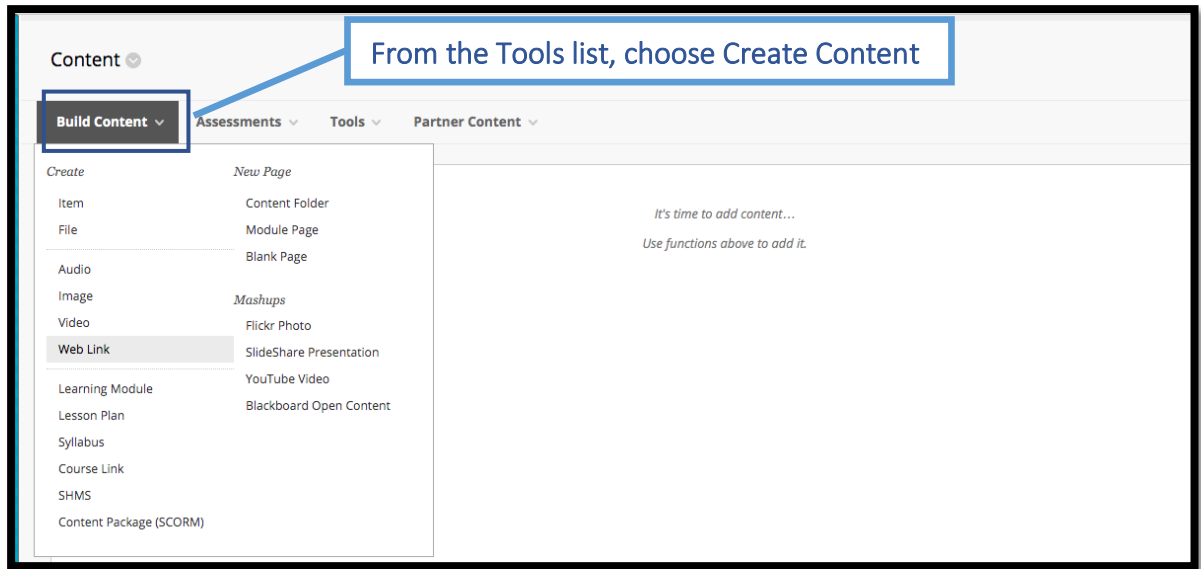 From the Tools list, choose Create Content
Content
Build Content
Assessments
Tools
Partner Content
Create
Item
File
Audio
Image
Video
Web Link
Learning Module
Lesson Plan
Syllabus
Course Link
SHMS
Content Package (SCORM)
New Page
Content Folder
Module Page
Blank Page
Mashups
Flickr Photo
SlideShare Presentation
YouTube Video
Blackboard Open Content
It's time to add content…
Use functions above to add it.